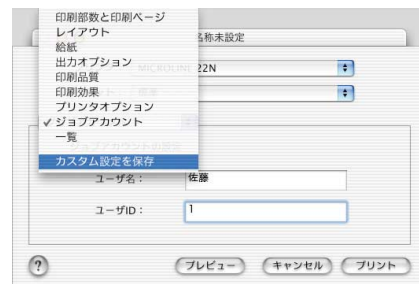 印刷部数と印刷ページ
レイアウト
給紙
出力オプション
印刷品質
印刷効果
プリンタオプション
✓ ジョブアカウント
一覧
カスタム設定を保存
名称未設定
22N
ユーザ名：
佐藤
ユーザID：
1
?
プレビュー
キャンセル
プリント